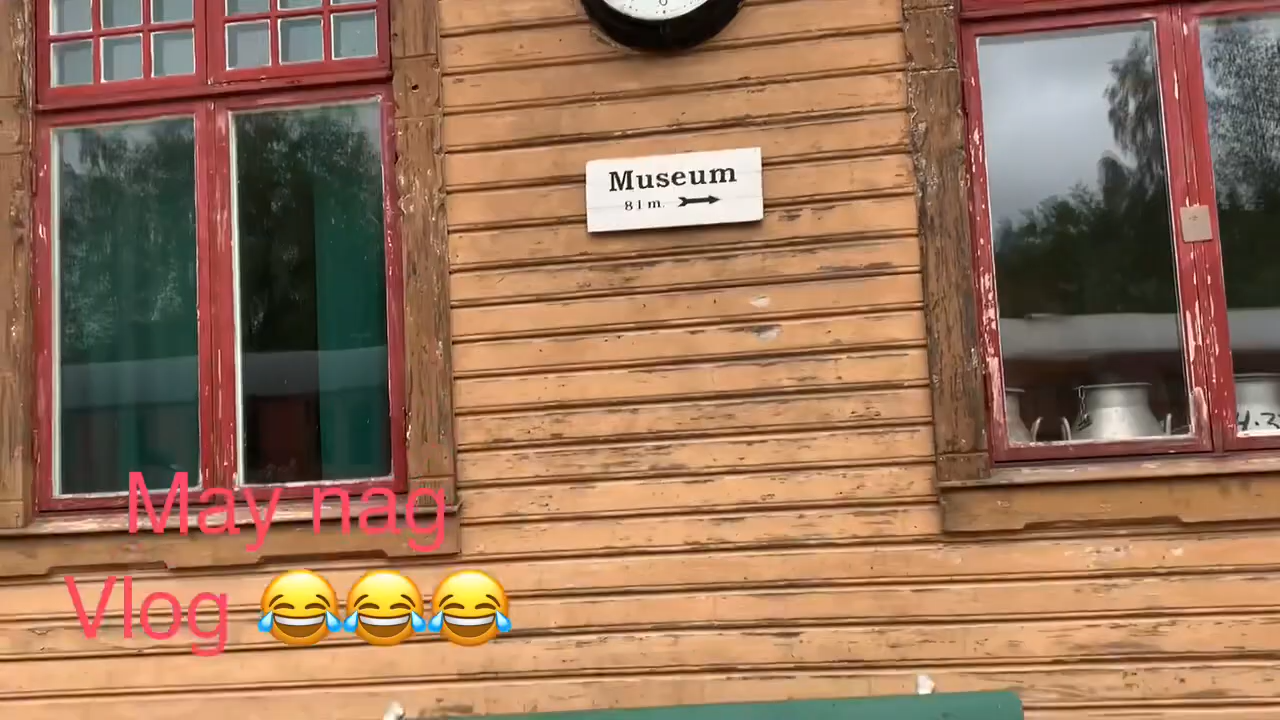 Museum
81 m.
May nag
Vlog 😂😂😂